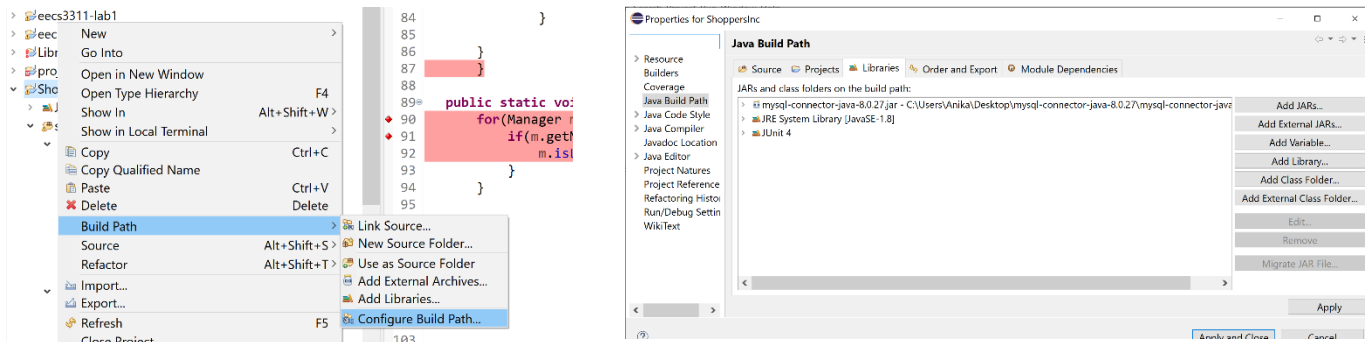 eecs3311-lab1
eec
Libr
proj
Sho
New
Go Into
Open in New Window
Open Type Hierarchy F4
Show In Alt+Shift+W
Show in Local Terminal
Copy Ctrl+C
Copy Qualified Name
Paste Ctrl+V
Delete Delete
Build Path
Source Alt+Shift+S
Refactor Alt+Shift+T
Import...
Export...
Refresh F5
Close Project
Link Source...
New Source Folder...
Use as Source Folder
Add External Archives...
Add Libraries...
Configure Build Path...
84 }
85
86 }
87 }
88
89 public static voi
90 for(Manager m
91 if(m.getN
92 m.isL
93 }
94 }
95
103
Properties for ShoppersInc
Resource
Builders
Coverage
Java Build Path
Java Code Style
Java Compiler
Javadoc Location
Java Editor
Project Natures
Project Reference
Refactoring Histor
Run/Debug Settin
WikiText
Java Build Path
Source Projects Libraries Order and Export Module Dependencies
JARs and class folders on the build path:
mysql-connector-java-8.0.27.jar - C:\Users\Anika\Desktop\mysql-connector-java-8.0.27\mysql-connector-java
JRE System Library [JavaSE-1.8]
JUnit 4
Add JARs...
Add External JARs...
Add Variable...
Add Library...
Add Class Folder...
Add External Class Folder...
Edit...
Remove
Migrate JAR File...
Apply
Apply and Close Cancel